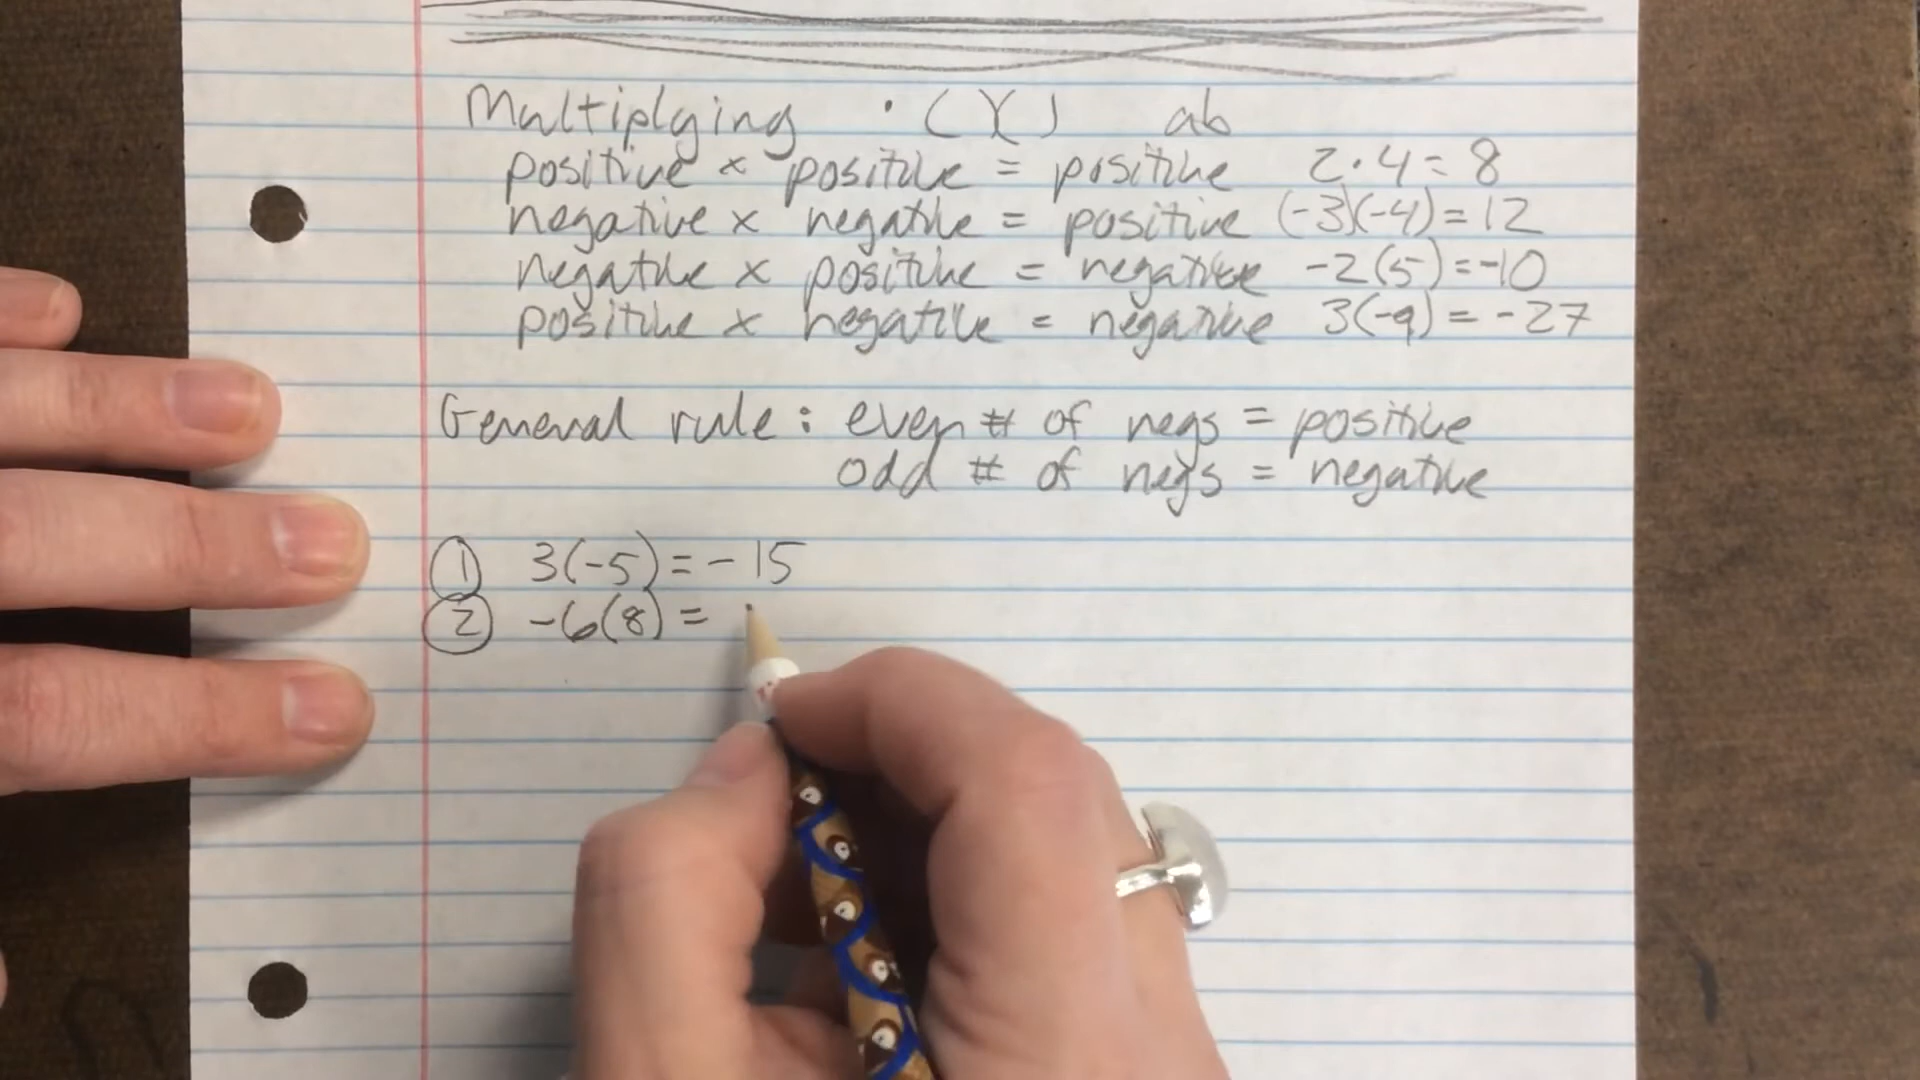 Multiplying · ( )( ) ab
positive x positive = positive 2·4=8
negative x negative = positive (-3)(-4)=12
negative x positive = negative -2(5)=-10
positive x negative = negative 3(-9)=-27
General rule: even # of negs = positive
odd # of negs = negative
1 3(-5)=-15
2 -6(8)=